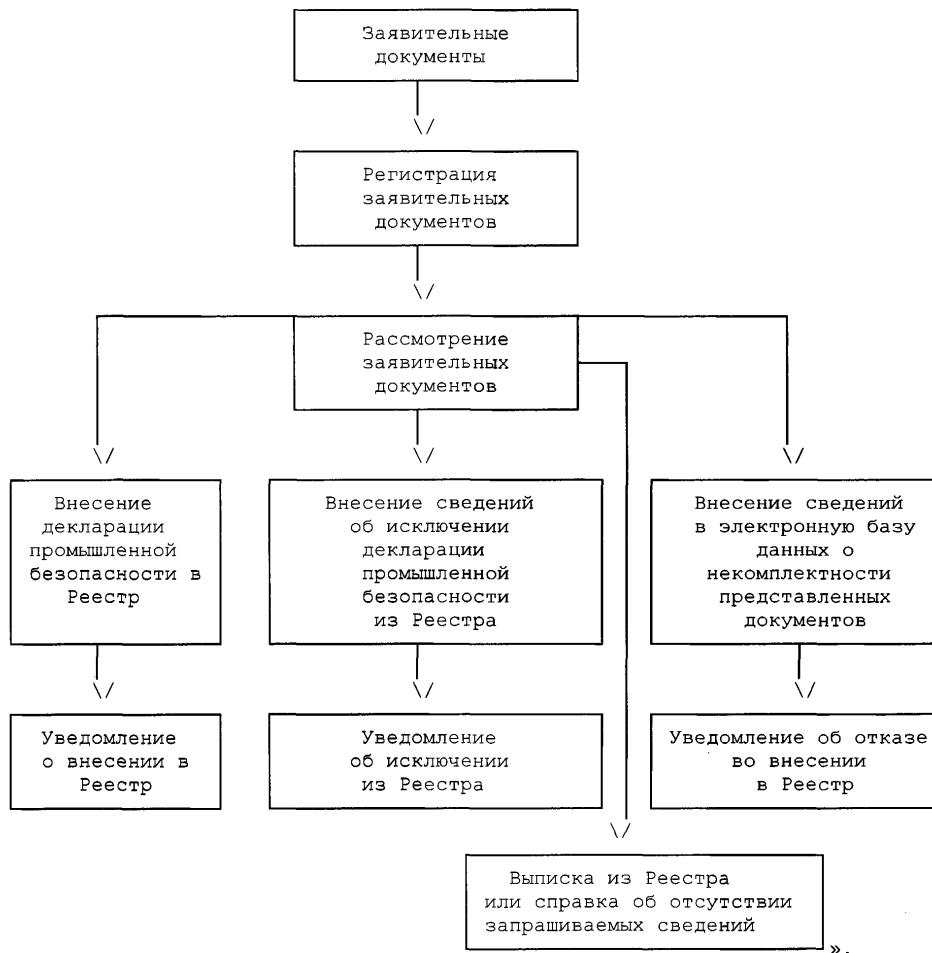 Заявительные
документы
\/
Регистрация
заявительных
документов
\/
Рассмотрение
заявительных
документов
\/
\/
\/
Внесение
декларации
промышленной
безопасности в
Реестр
Внесение сведений
об исключении
декларации
промышленной
безопасности
из Реестра
Внесение сведений
в электронную базу
данных о
некомплектности
представленных
документов
\/
\/
\/
Уведомление
о внесении в
Реестр
Уведомление
об исключении
из Реестра
Уведомление об отказе
во внесении
в Реестр
\/
Выписка из Реестра
или справка об отсутствии
запрашиваемых сведений
».